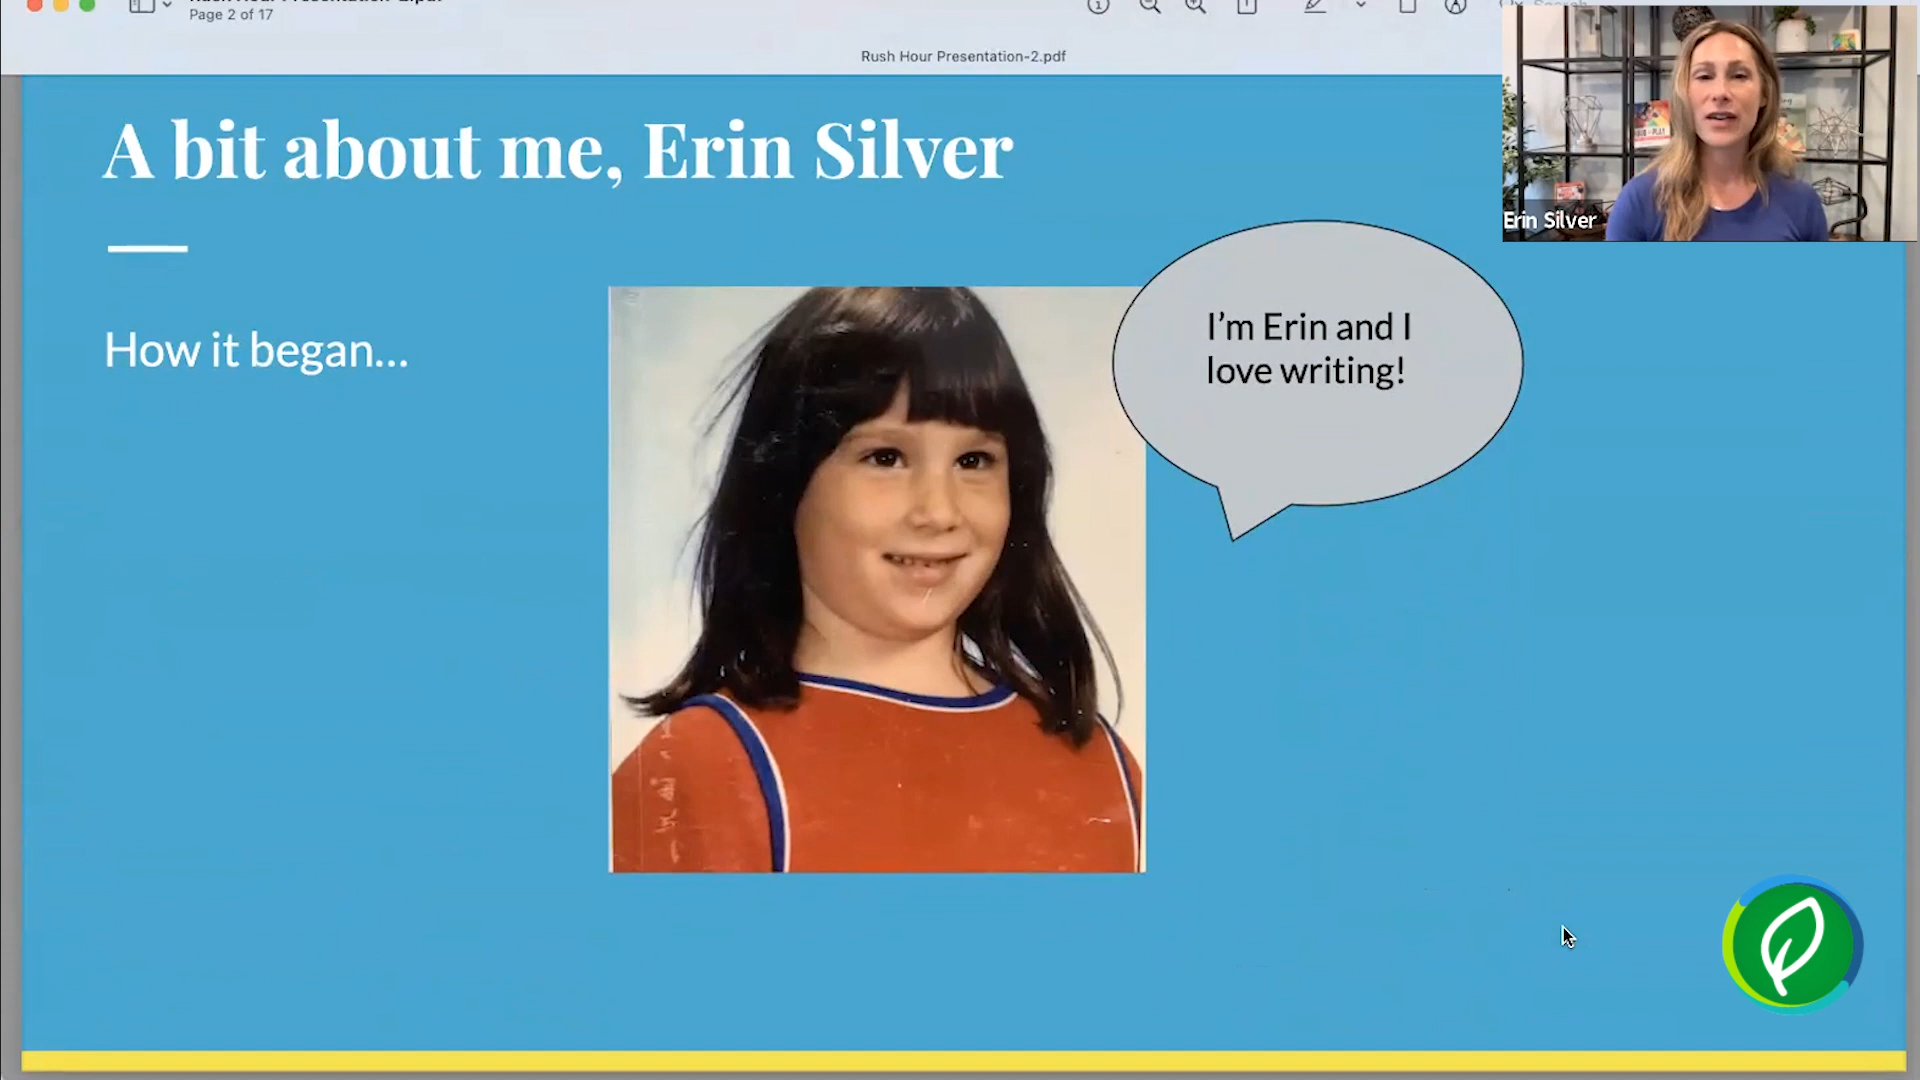 Page 2 of 17
Rush Hour Presentation-2.pdf
A bit about me, Erin Silver
How it began...
I'm Erin and I
love writing!
Erin Silver